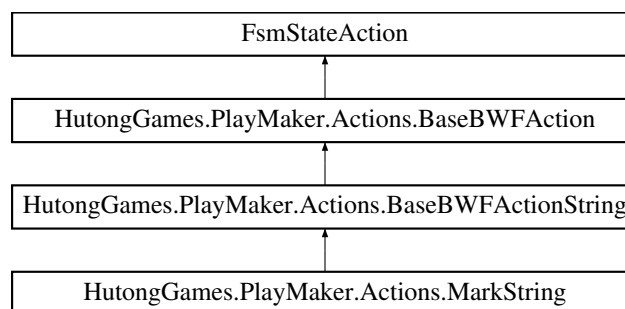 FsmStateAction
HutongGames.PlayMaker.Actions.BaseBWFAction
HutongGames.PlayMaker.Actions.BaseBWFActionString
HutongGames.PlayMaker.Actions.MarkString